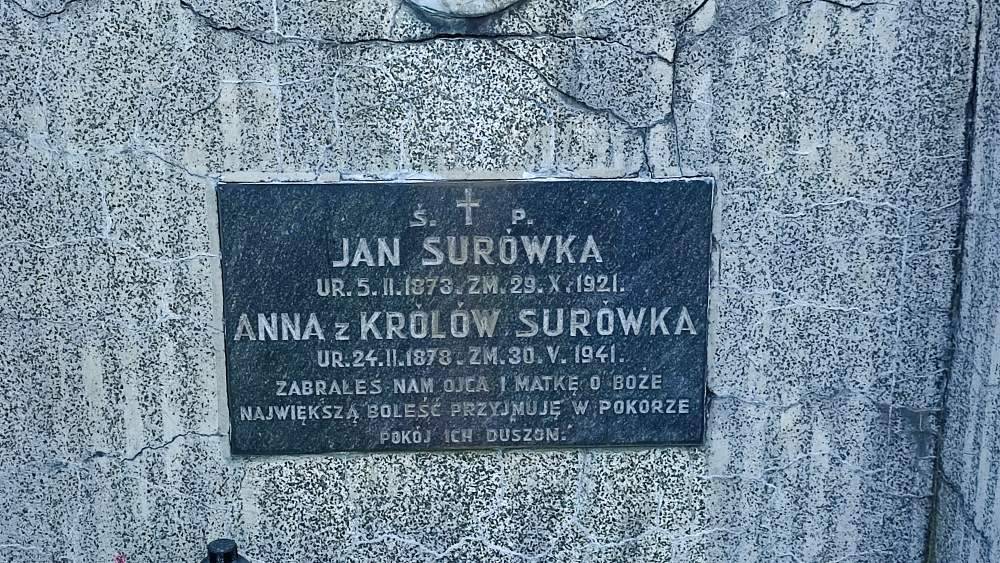 Ś. † P.
JAN SURÓWKA
UR. 5. II. 1873. ZM. 29. X. 1921.
ANNA z KRÓLÓW SURÓWKA
UR. 24. II. 1878. ZM. 30. V. 1941.
ZABRAŁEŚ NAM OJCA I MATKĘ O BOŻE
NAJWIĘKSZĄ BOLEŚĆ PRZYJMUJĘ W POKORZE
POKÓJ ICH DUSZOM.